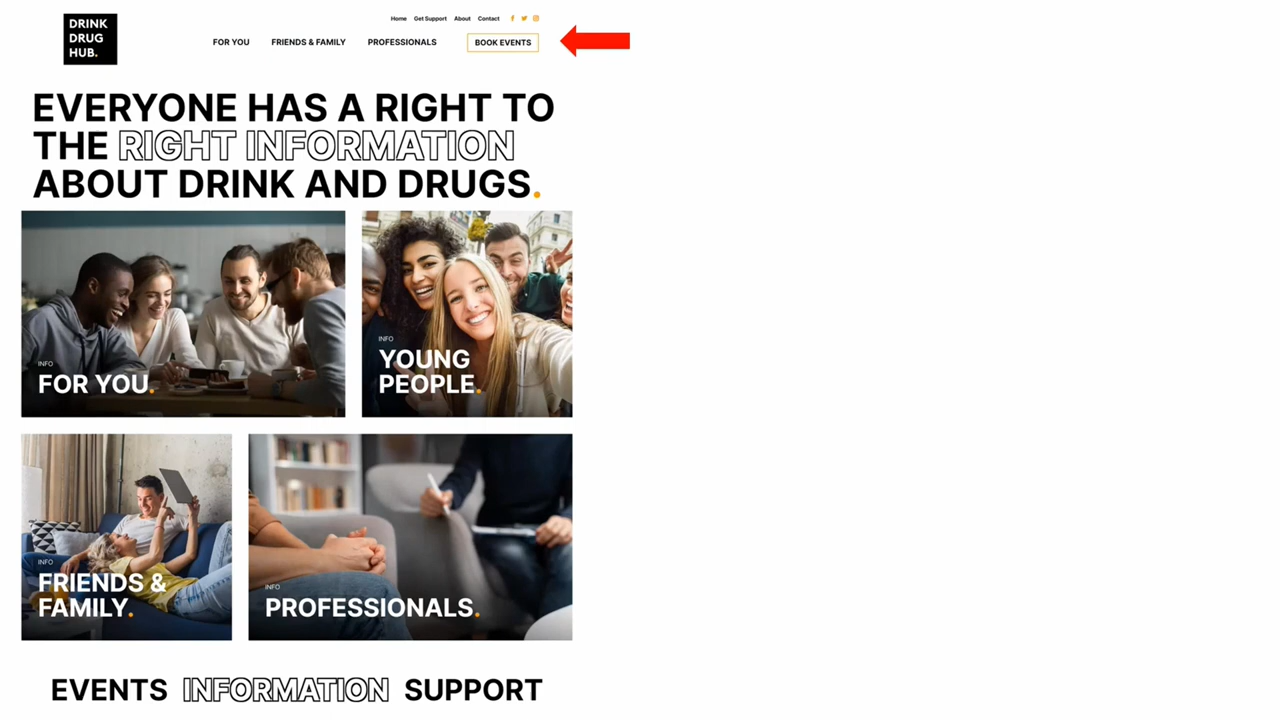 DRINK
DRUG
HUB.
Home Get Support About Contact
FOR YOU FRIENDS & FAMILY PROFESSIONALS BOOK EVENTS
EVERYONE HAS A RIGHT TO
THE RIGHT INFORMATION
ABOUT DRINK AND DRUGS.
INFO
FOR YOU.
INFO
YOUNG
PEOPLE.
INFO
FRIENDS &
FAMILY.
INFO
PROFESSIONALS.
EVENTS INFORMATION SUPPORT